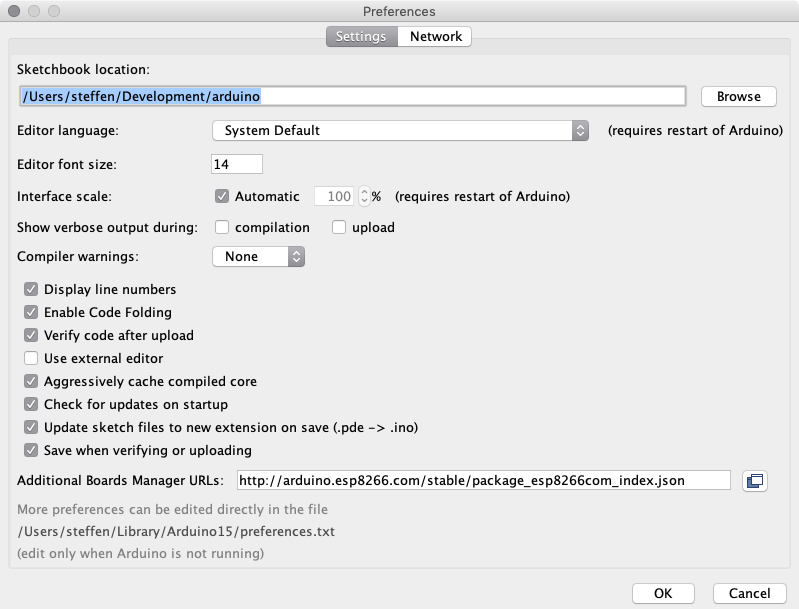 Preferences
Settings Network
Sketchbook location:
/Users/steffen/Development/arduino Browse
Editor language: System Default (requires restart of Arduino)
Editor font size: 14
Interface scale: Automatic 100 % (requires restart of Arduino)
Show verbose output during: compilation upload
Compiler warnings: None
Display line numbers
Enable Code Folding
Verify code after upload
Use external editor
Aggressively cache compiled core
Check for updates on startup
Update sketch files to new extension on save (.pde -> .ino)
Save when verifying or uploading
Additional Boards Manager URLs: http://arduino.esp8266.com/stable/package_esp8266com_index.json
More preferences can be edited directly in the file
/Users/steffen/Library/Arduino15/preferences.txt
(edit only when Arduino is not running)
OK Cancel